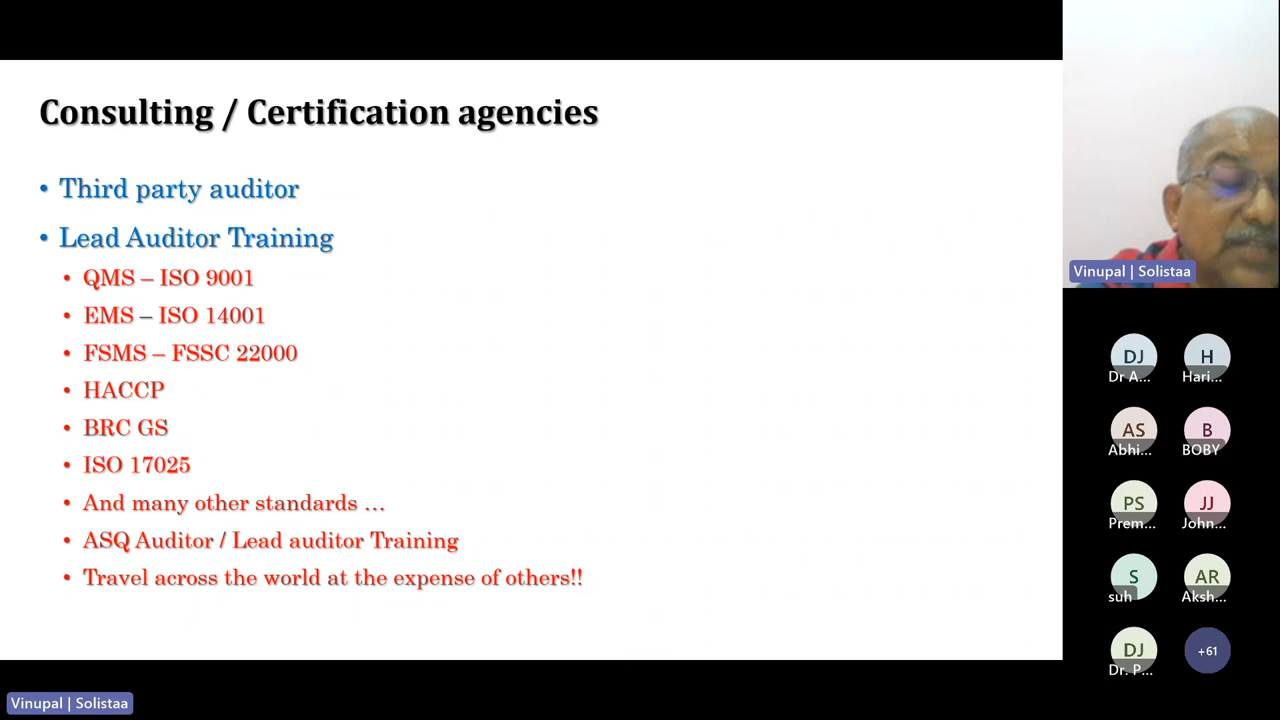 Consulting / Certification agencies
• Third party auditor
• Lead Auditor Training
• QMS – ISO 9001
• EMS – ISO 14001
• FSMS – FSSC 22000
• HACCP
• BRC GS
• ISO 17025
• And many other standards …
• ASQ Auditor / Lead auditor Training
• Travel across the world at the expense of others!!
Vinupal | Solistaa
DJ
Dr A...
H
Hari...
AS
Abhi...
B
BOBY
PS
Prem...
JJ
John...
S
suh
AR
Aksh...
DJ
Dr. P...
+61
Vinupal | Solistaa